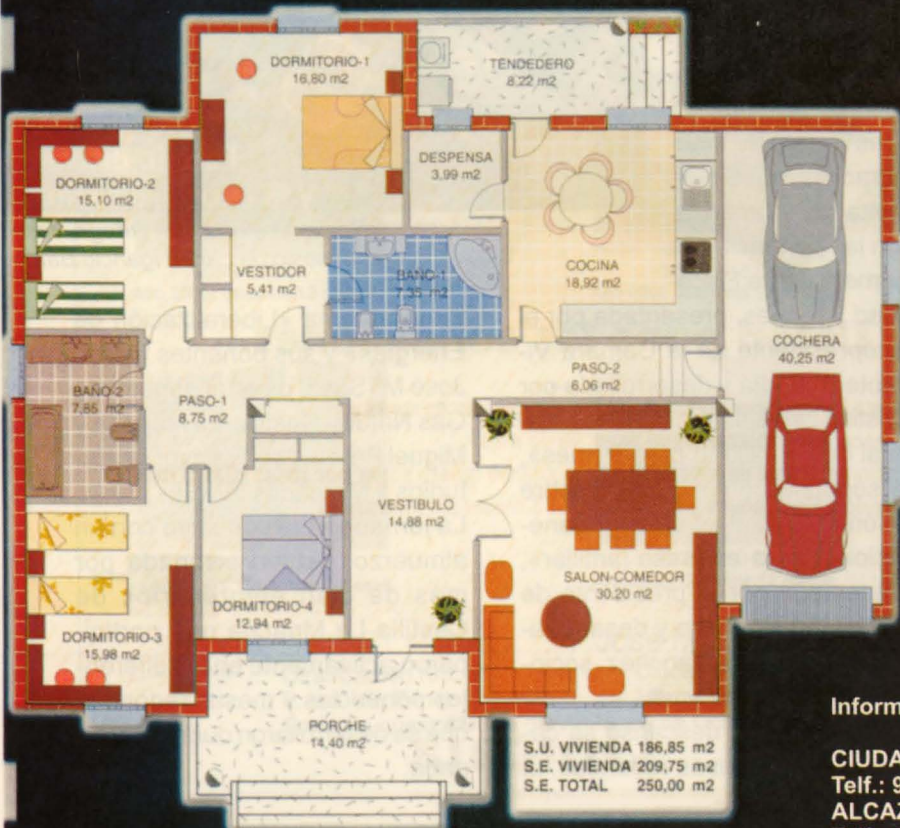 DORMITORIO-1
16,80 m2
TENDEDERO
8,22 m2
DESPENSA
3,99 m2
DORMITORIO-2
15,10 m2
VESTIDOR
5,41 m2
BAÑO-1
7,35 m2
COCINA
18,92 m2
COCHERA
40,25 m2
PASO-2
6,06 m2
BAÑO-2
7,85 m2
PASO-1
8,75 m2
VESTIBULO
14,88 m2
SALON-COMEDOR
30,20 m2
DORMITORIO-4
12,94 m2
DORMITORIO-3
15,98 m2
PORCHE
14,40 m2
S.U. VIVIENDA 186,85 m2
S.E. VIVIENDA 209,75 m2
S.E. TOTAL 250,00 m2
Inform
CIUDA
Telf.: 9
ALCAZ